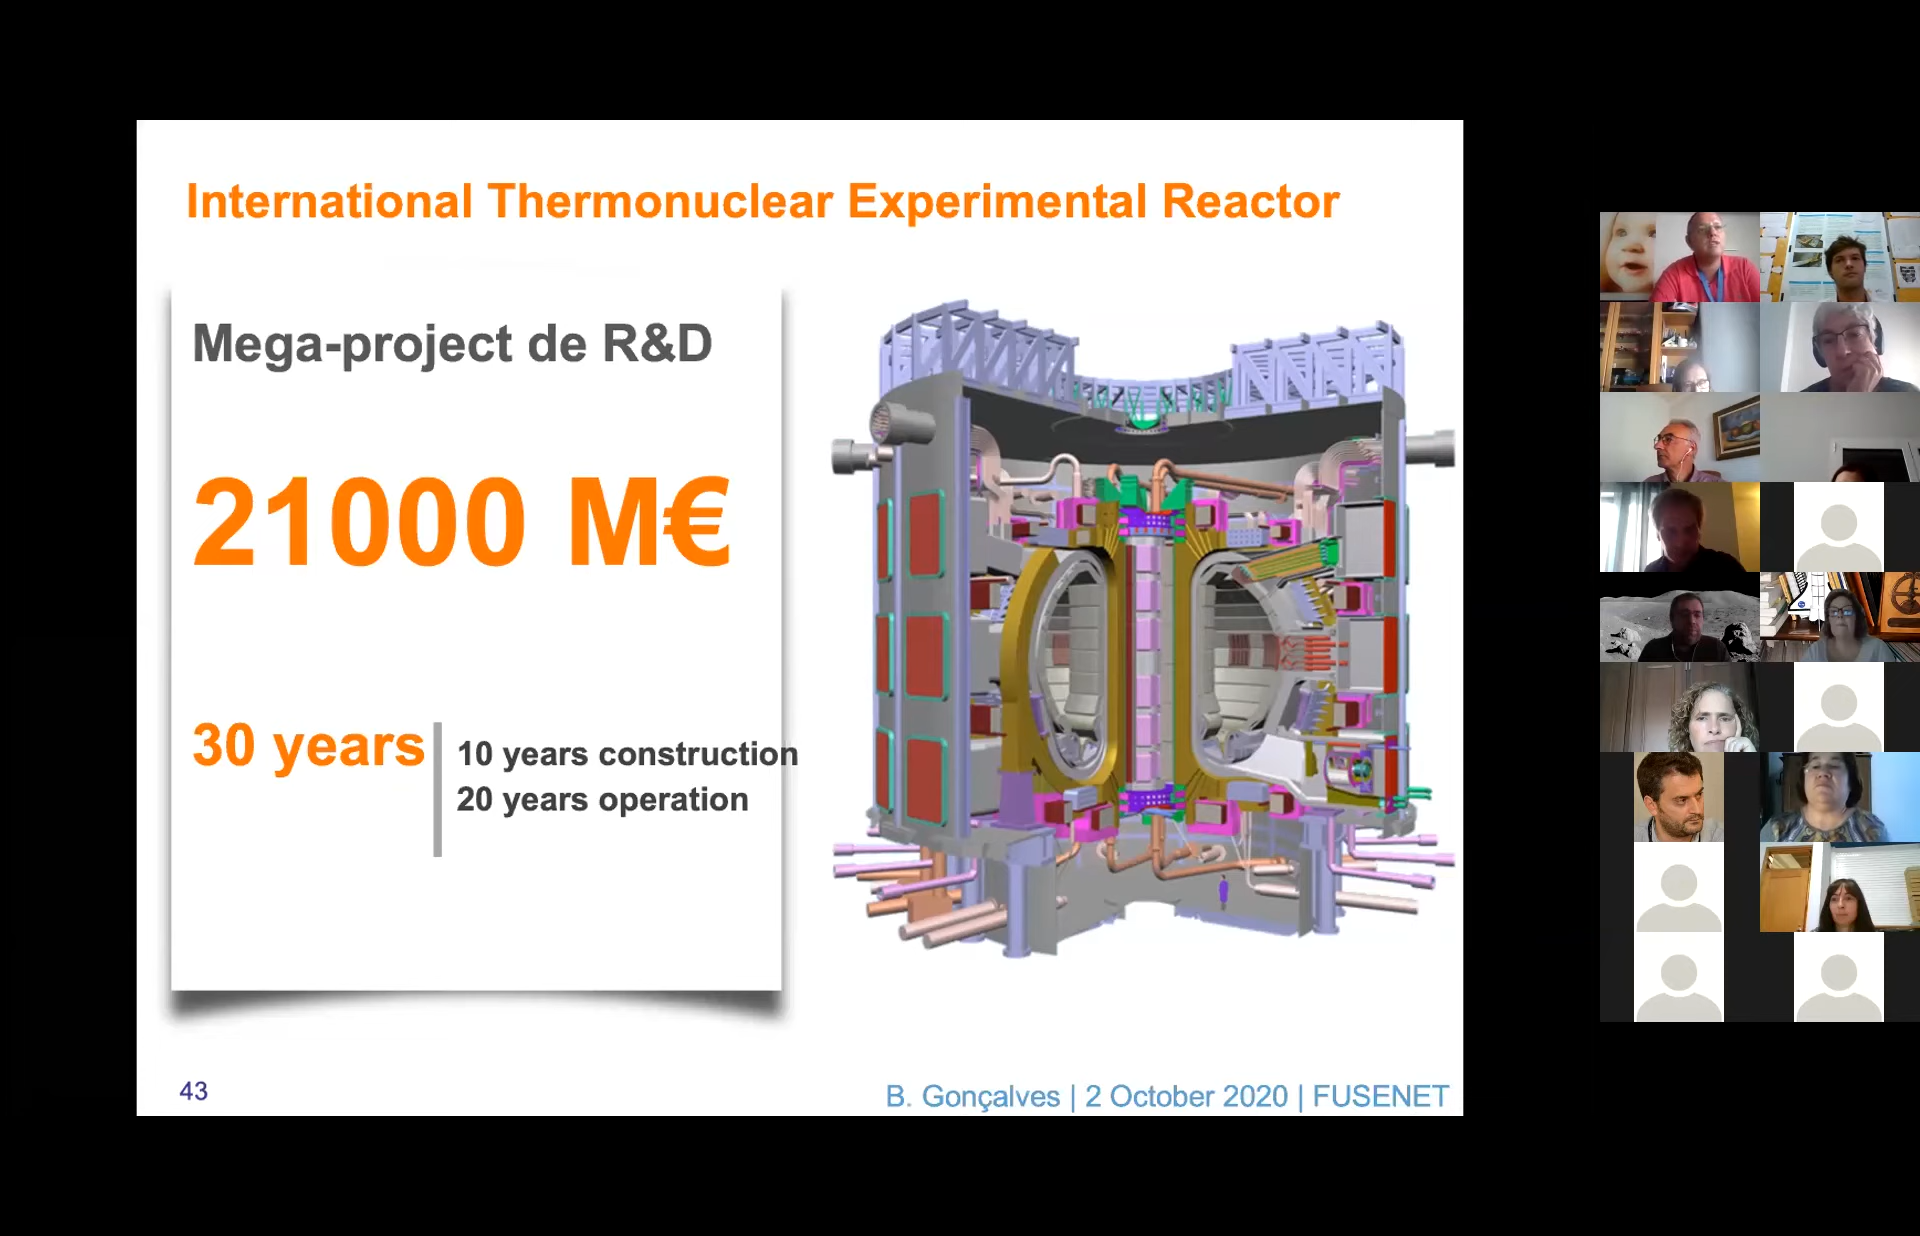 International Thermonuclear Experimental Reactor
Mega-project de R&D
21000 M€
30 years
10 years construction
20 years operation
43
B. Gonçalves | 2 October 2020 | FUSENET